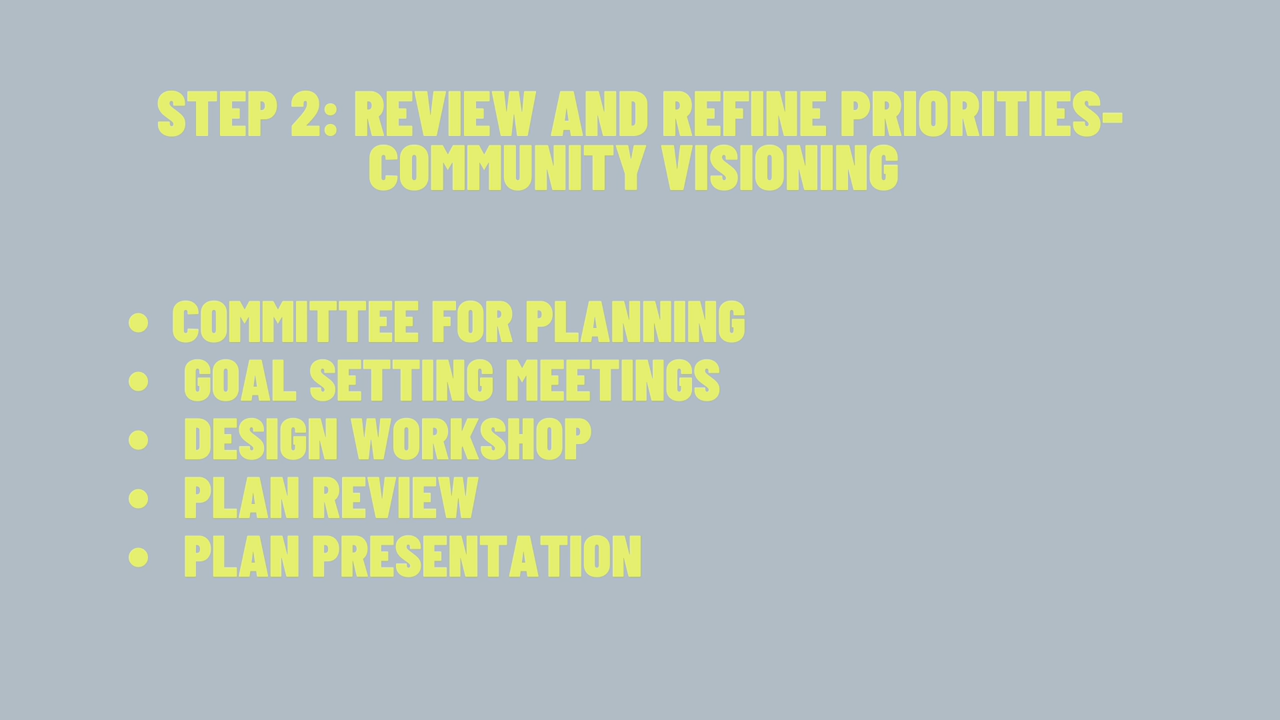 STEP 2: REVIEW AND REFINE PRIORITIES-
COMMUNITY VISIONING
• COMMITTEE FOR PLANNING
• GOAL SETTING MEETINGS
• DESIGN WORKSHOP
• PLAN REVIEW
• PLAN PRESENTATION